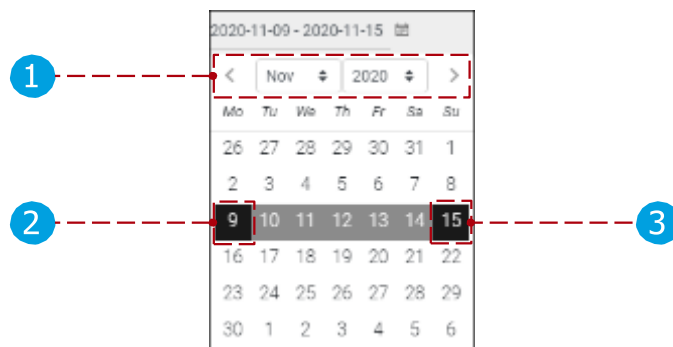 2020-11-09 - 2020-11-15
1 < Nov 2020 >
Mo Tu We Th Fr Sa Su
26 27 28 29 30 31 1
2 3 4 5 6 7 8
2 9 10 11 12 13 14 15 3
16 17 18 19 20 21 22
23 24 25 26 27 28 29
30 1 2 3 4 5 6